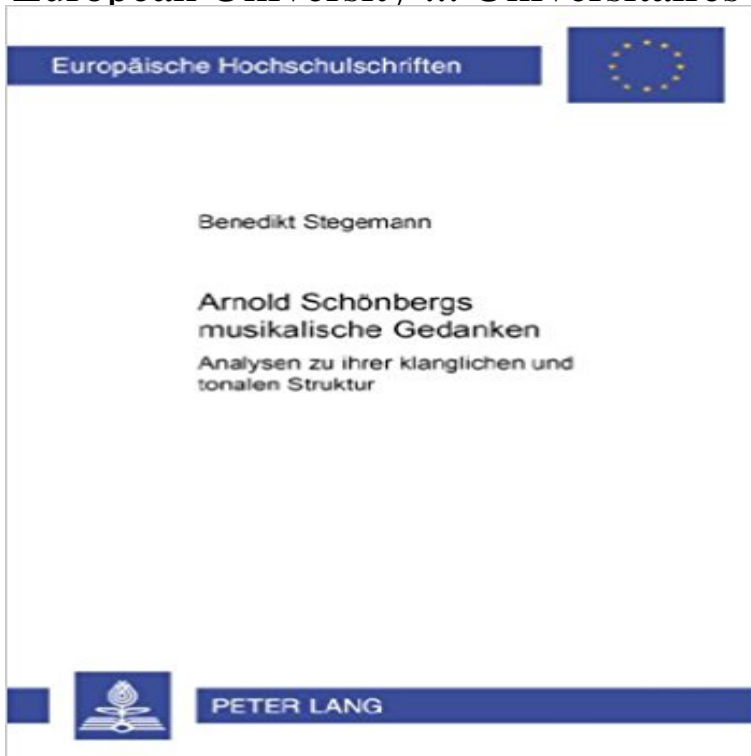 Europäische Hochschulschriften
Benedikt Stegemann
Arnold Schönbergs
musikalische Gedanken
Analysen zu ihrer klanglichen und
tonalen Struktur
PETER LANG